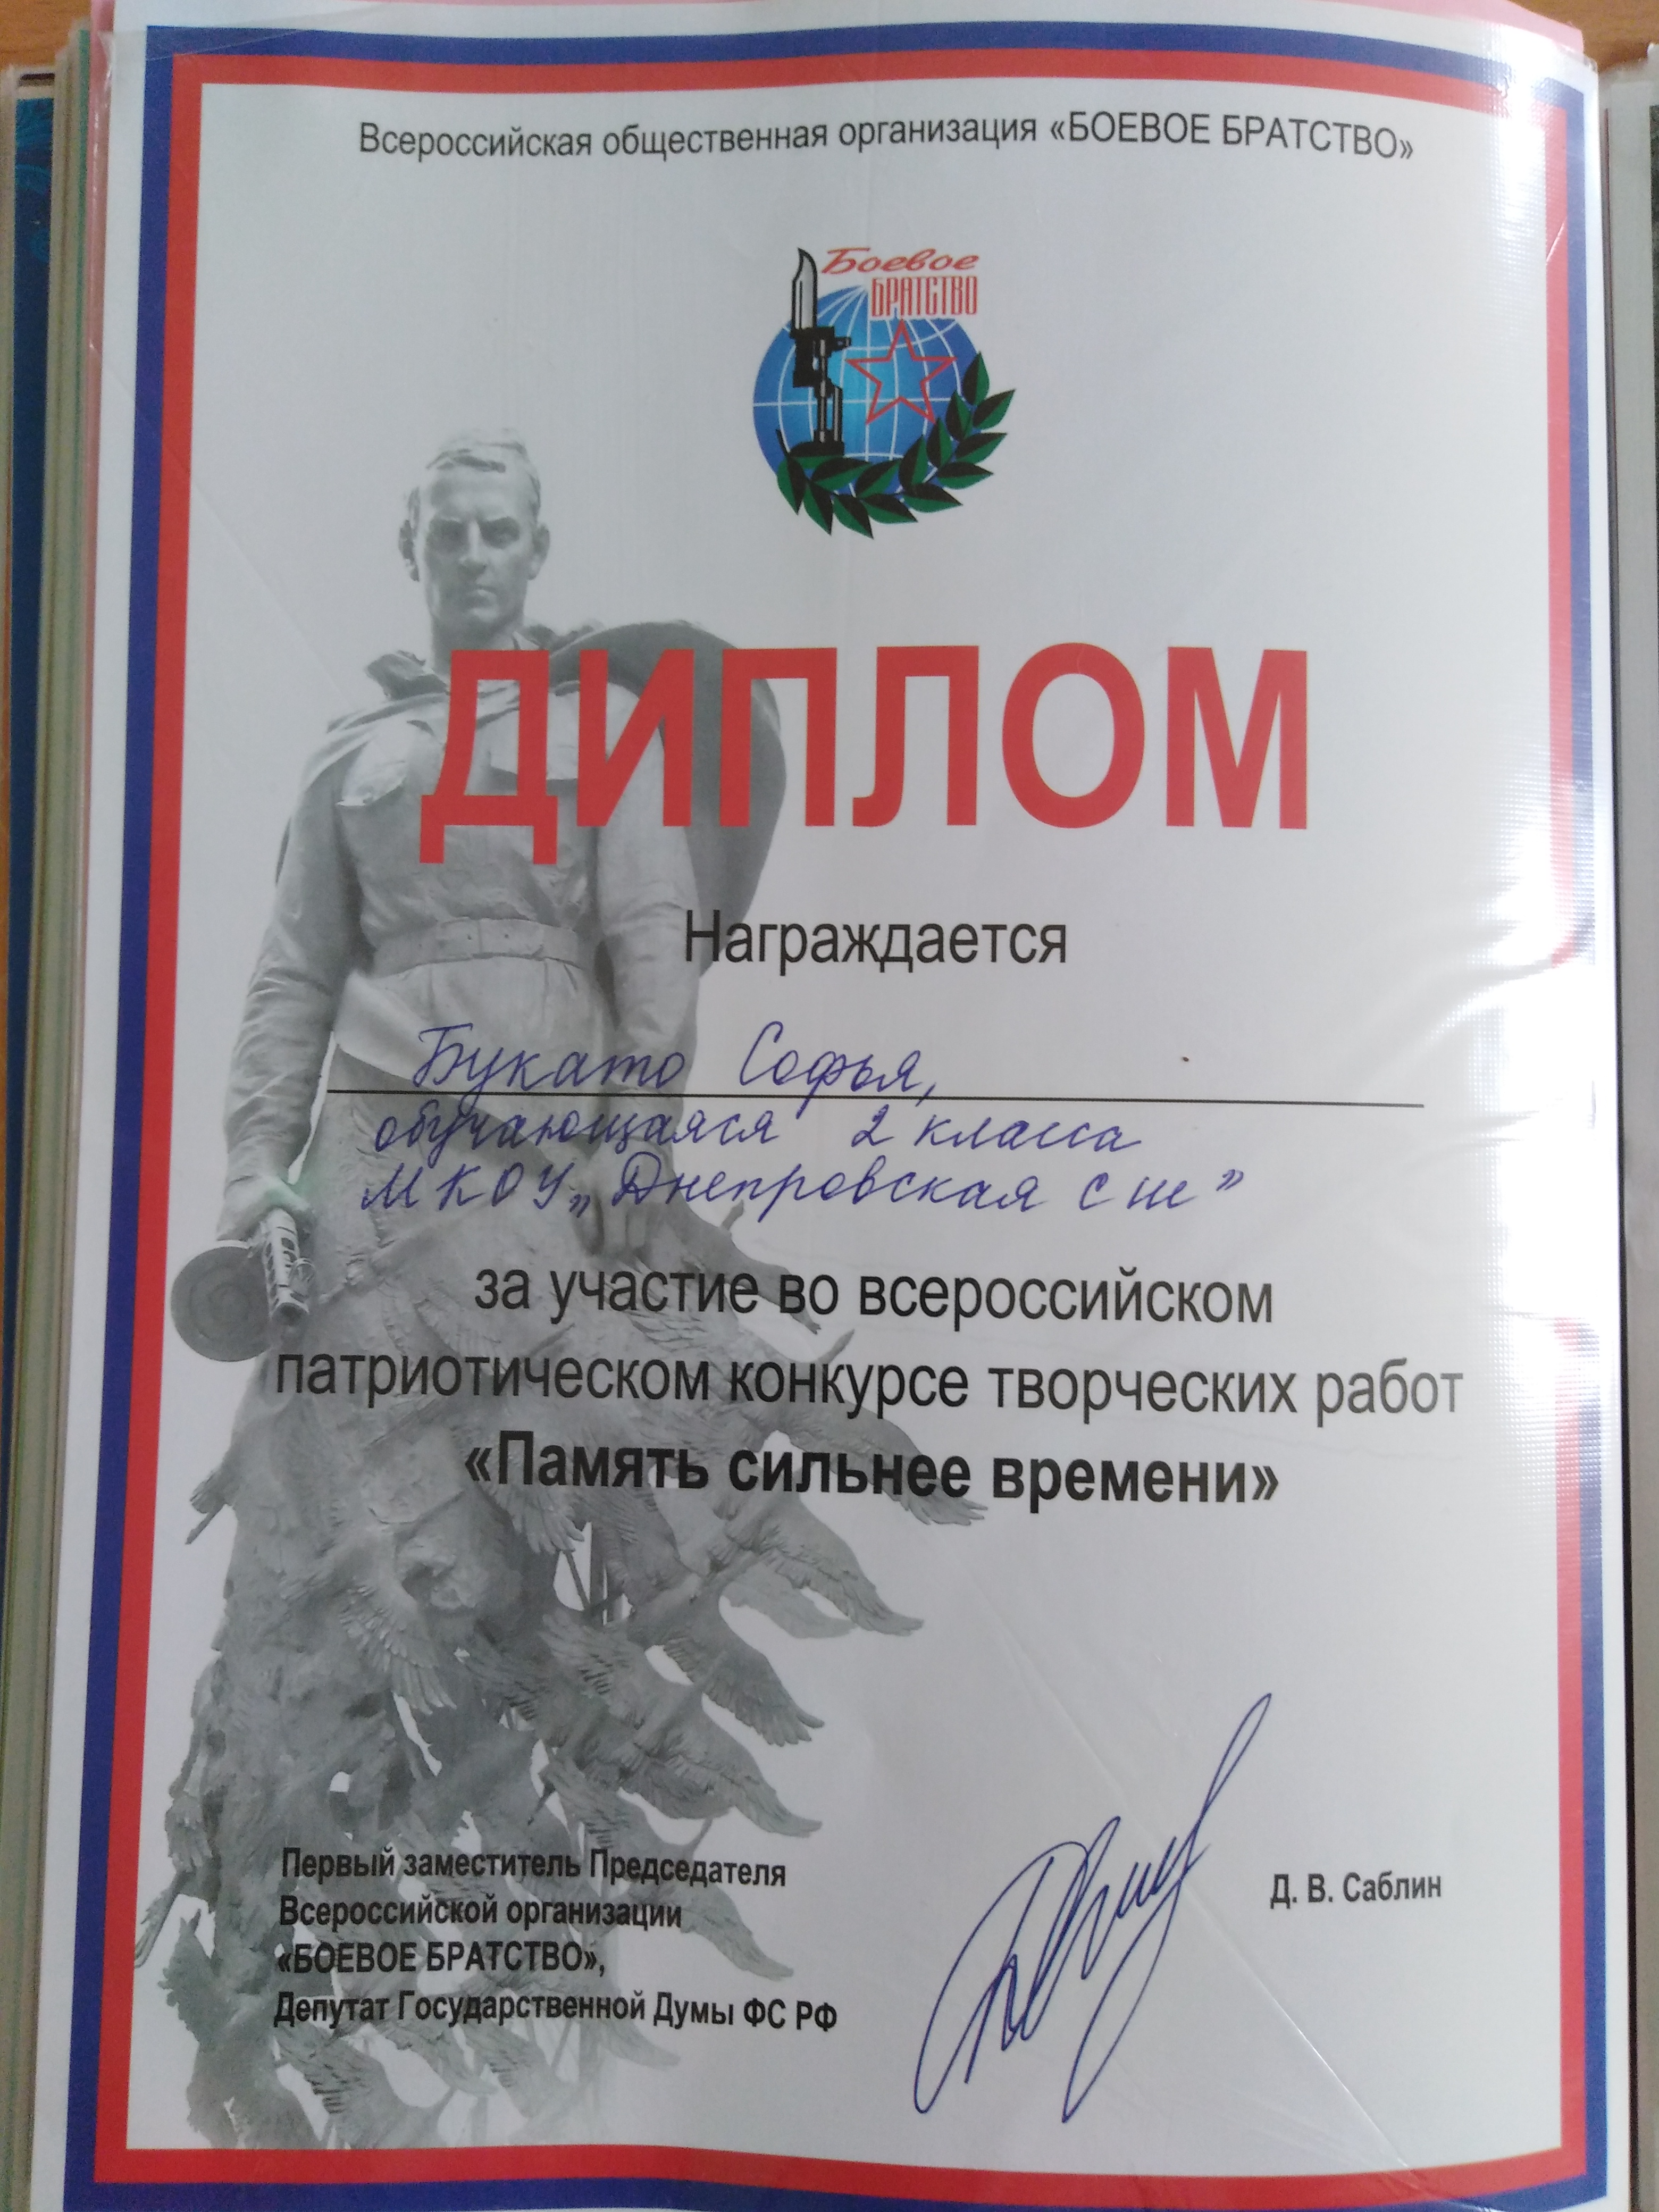 Всероссийская общественная организация «БОЕВОЕ БРАТСТВО»
Боевое
БРАТСТВО
ДИПЛОМ
Награждается
Букато Софья,
обучающаяся 2 класса
МКОУ „Днепровская сш"
за участие во всероссийском
патриотическом конкурсе творческих работ
«Память сильнее времени»
Первый заместитель Председателя
Всероссийской организации
«БОЕВОЕ БРАТСТВО»,
Депутат Государственной Думы ФС РФ
Д. В. Саблин